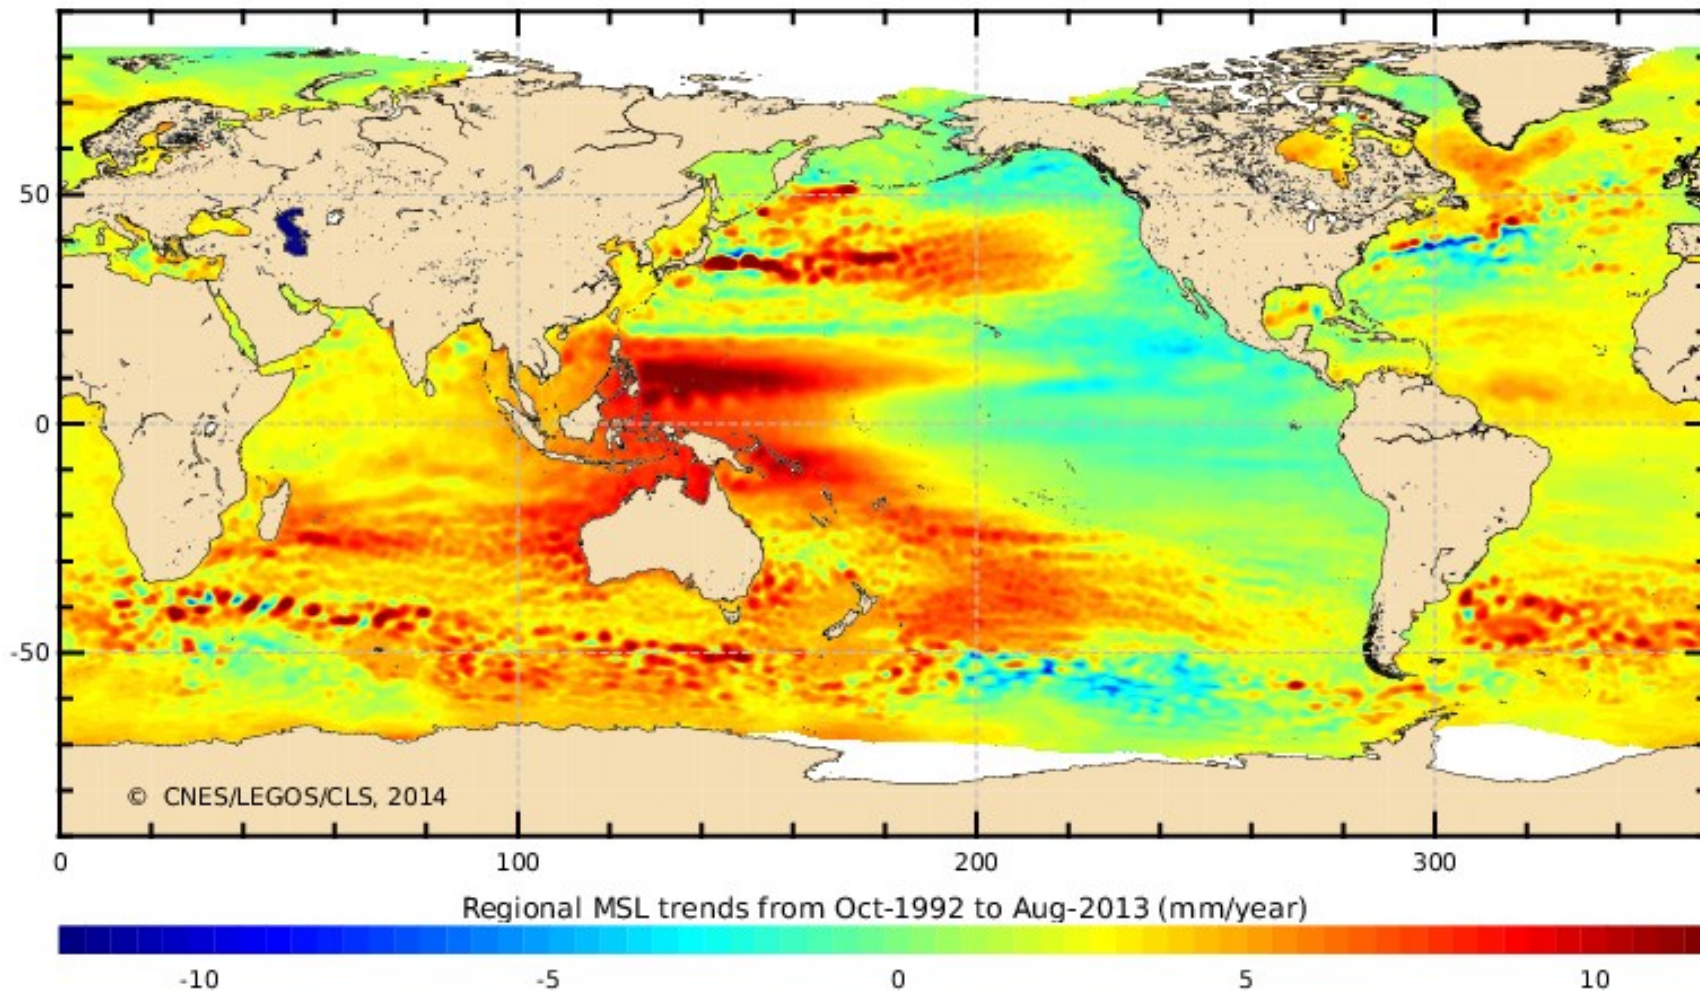 50
0
-50
© CNES/LEGOS/CLS, 2014
0 100 200 300
Regional MSL trends from Oct-1992 to Aug-2013 (mm/year)
-10 -5 0 5 10